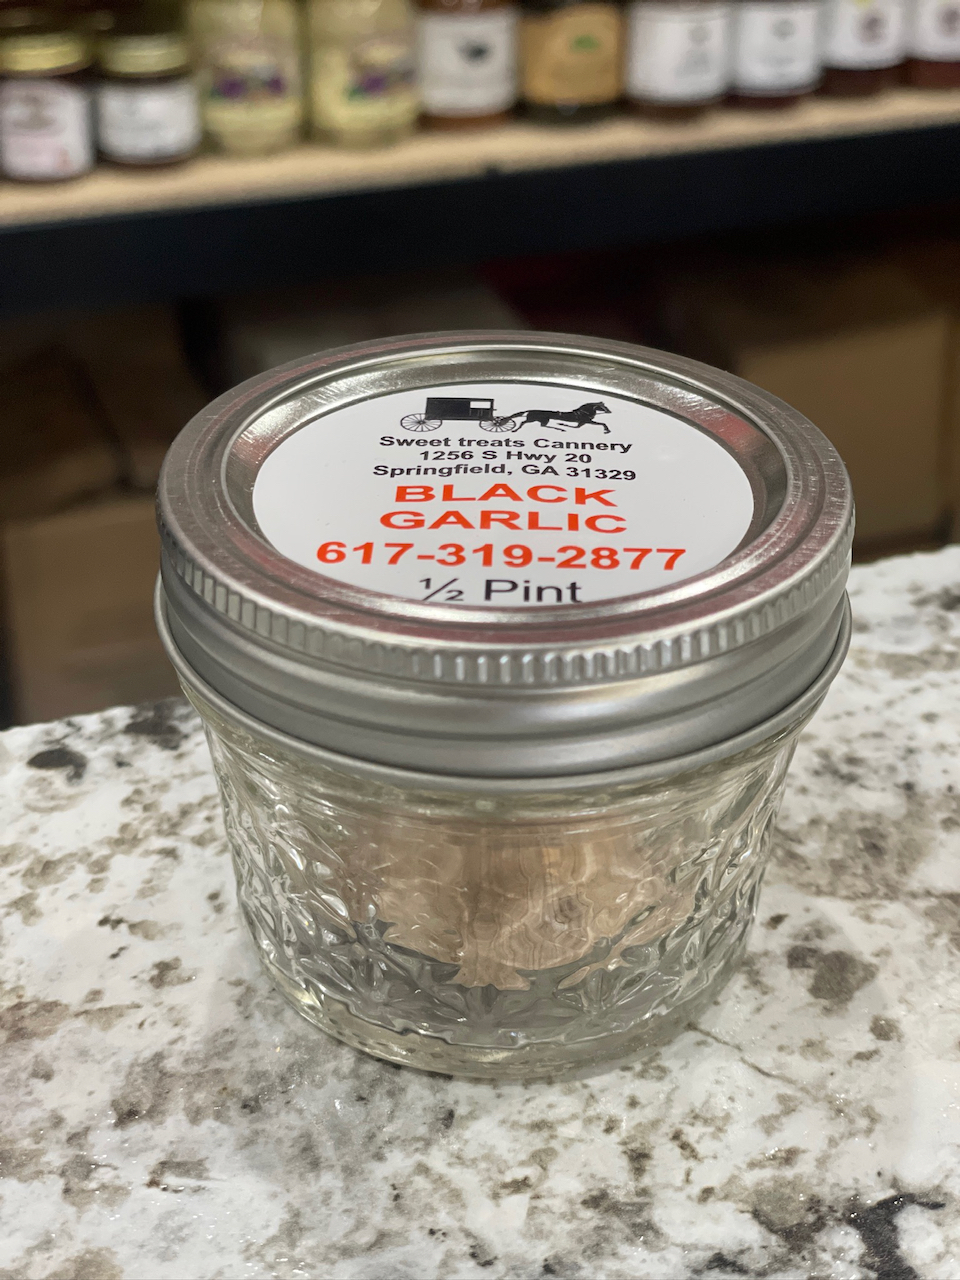 Sweet treats Cannery
1256 S Hwy 20
Springfield, GA 31329
BLACK
GARLIC
617-319-2877
½ Pint